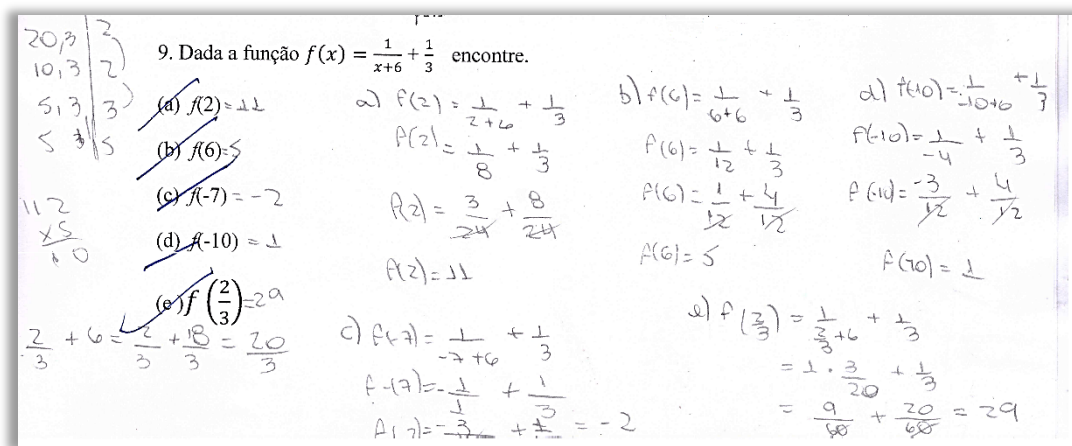 20,3 | 2
10,3 | 2
5,3 | 3
5 | 5
9. Dada a função f(x) = 1/(x+6) + 1/3 encontre.
(a) f(2) = 11
(b) f(6) = 5
(c) f(-7) = -2
(d) f(-10) = 1
(e) f(2/3) = 29
112
x5
10
2/3 + 6 = 2/3 + 18/3 = 20/3
a) f(2) = 1/(2+6) + 1/3
f(2) = 1/8 + 1/3
f(2) = 3/24 + 8/24
f(2) = 11
b) f(6) = 1/(6+6) + 1/3
f(6) = 1/12 + 1/3
f(6) = 1/12 + 4/12
f(6) = 5
d) f(-10) = 1/(-10+6) + 1/3
f(-10) = 1/-4 + 1/3
f(-10) = -3/12 + 4/12
f(-10) = 1
c) f(-7) = 1/(-7+6) + 1/3
f-(7) = -1/1 + 1/3
= -3 + 1 = -2
e) f(2/3) = 1/(2/3+6) + 1/3
= 1 . 3/20 + 1/3
= 9/60 + 20/60 = 29